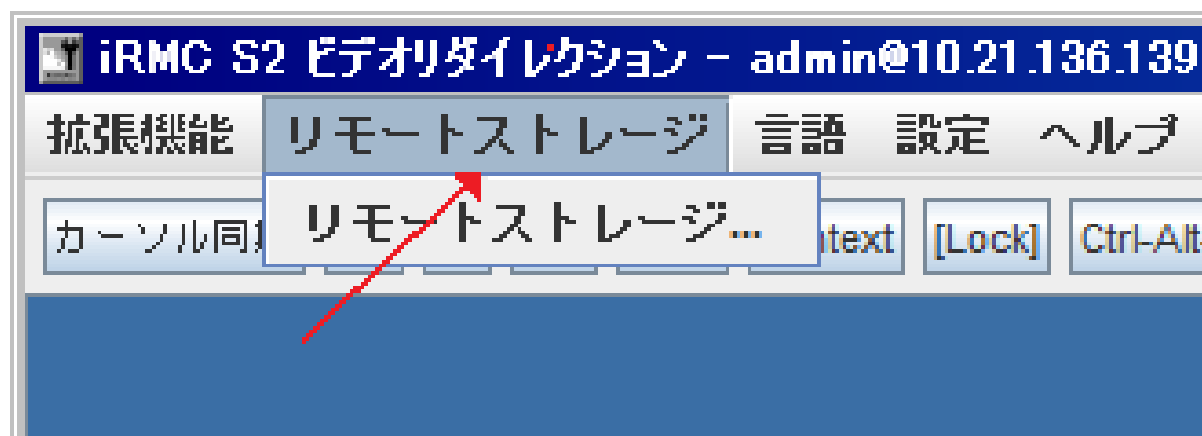 iRMC S2 ビデオリダイレクション - admin@10.21.136.139
拡張機能 リモートストレージ 言語 設定 ヘルプ
リモートストレージ...
カーソル同 [Lock] Ctrl-Alt